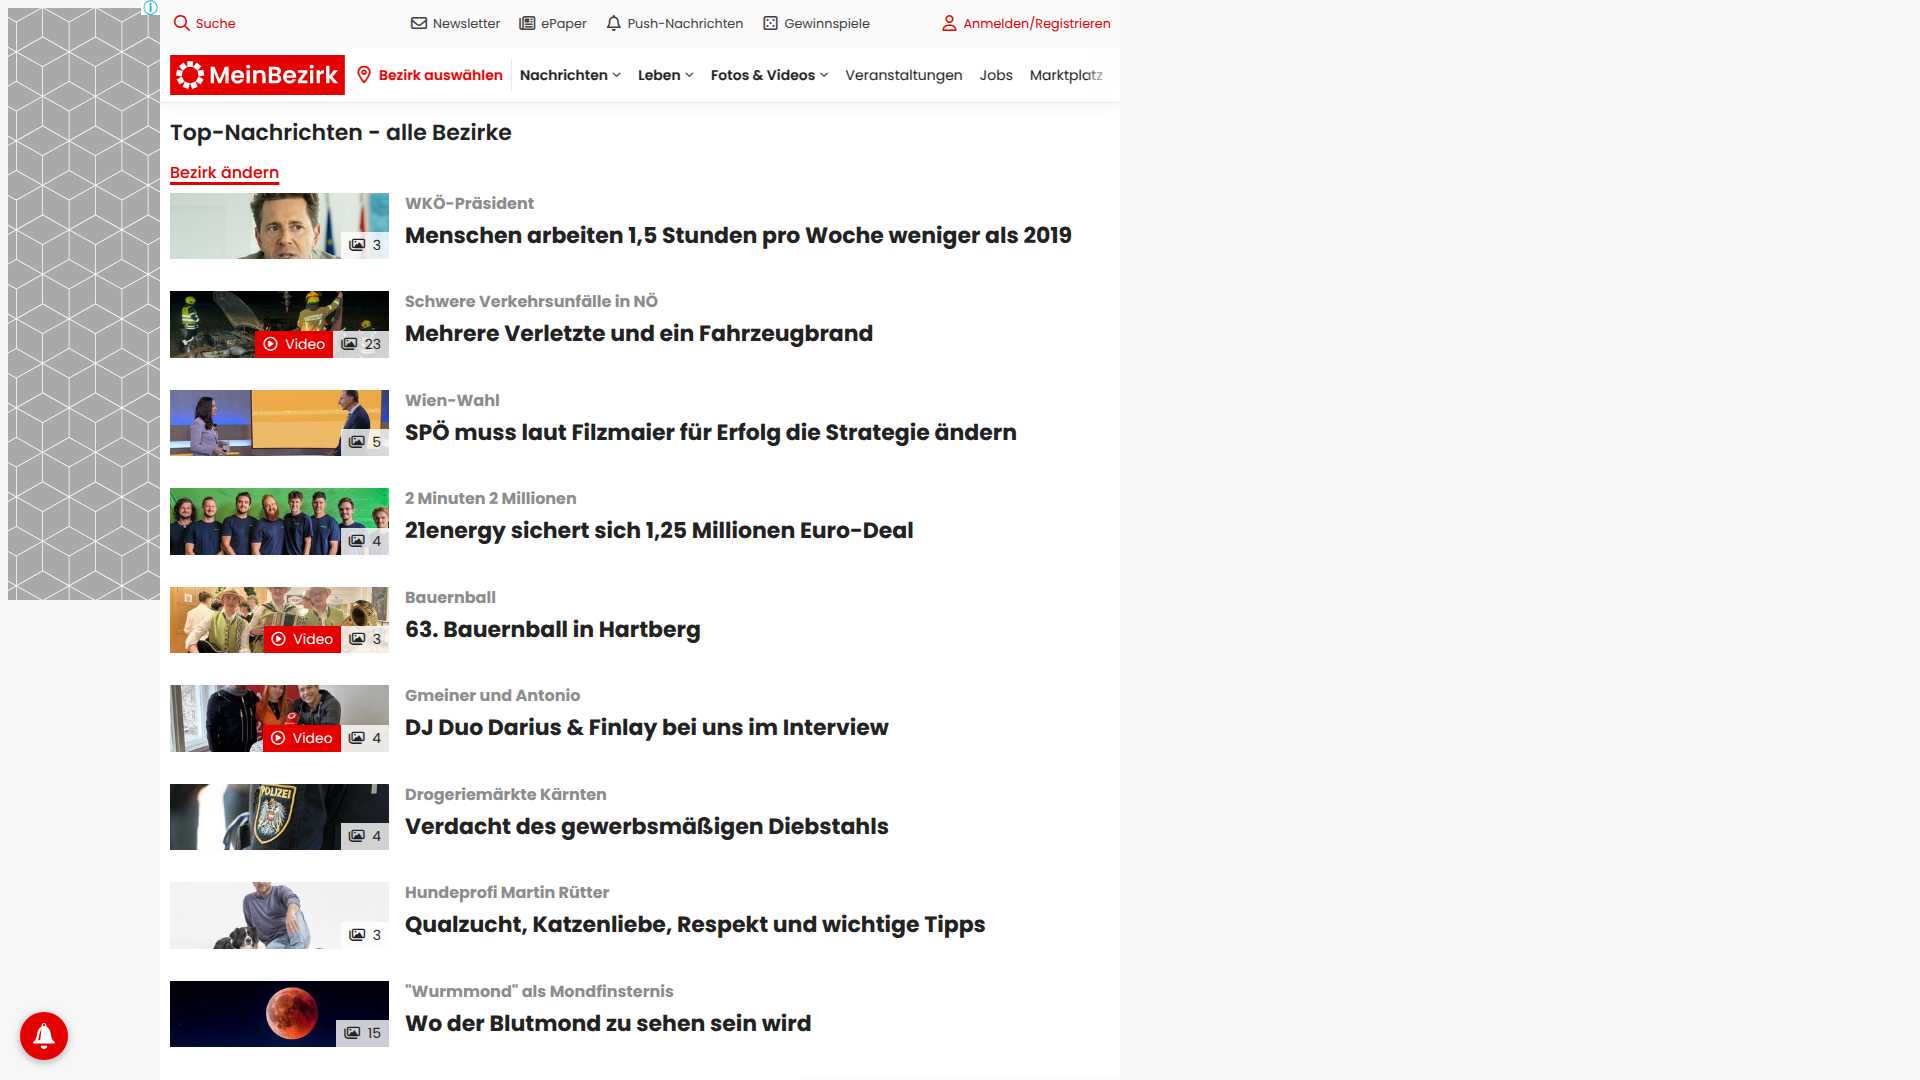 Suche
Newsletter
ePaper
Push-Nachrichten
Gewinnspiele
Anmelden/Registrieren
MeinBezirk
Bezirk auswählen
Nachrichten
Leben
Fotos & Videos
Veranstaltungen
Jobs
Marktplatz
Top-Nachrichten - alle Bezirke
Bezirk ändern
3
WKÖ-Präsident
Menschen arbeiten 1,5 Stunden pro Woche weniger als 2019
Video
23
Schwere Verkehrsunfälle in NÖ
Mehrere Verletzte und ein Fahrzeugbrand
5
Wien-Wahl
SPÖ muss laut Filzmaier für Erfolg die Strategie ändern
4
2 Minuten 2 Millionen
21energy sichert sich 1,25 Millionen Euro-Deal
Video
3
Bauernball
63. Bauernball in Hartberg
Video
4
Gmeiner und Antonio
DJ Duo Darius & Finlay bei uns im Interview
POLIZEI
4
Drogeriemärkte Kärnten
Verdacht des gewerbsmäßigen Diebstahls
3
Hundeprofi Martin Rütter
Qualzucht, Katzenliebe, Respekt und wichtige Tipps
15
"Wurmmond" als Mondfinsternis
Wo der Blutmond zu sehen sein wird